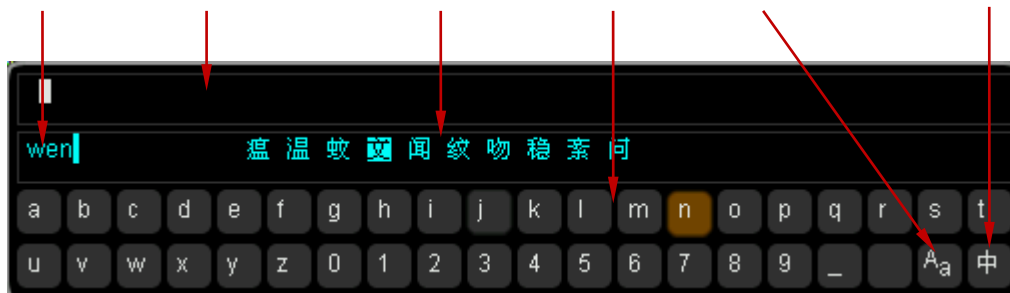 wen 瘟 温 蚊 文 闻 纹 吻 稳 紊 问
a b c d e f g h i j k l m n o p q r s t
u v w x y z 0 1 2 3 4 5 6 7 8 9 _ Aa 中